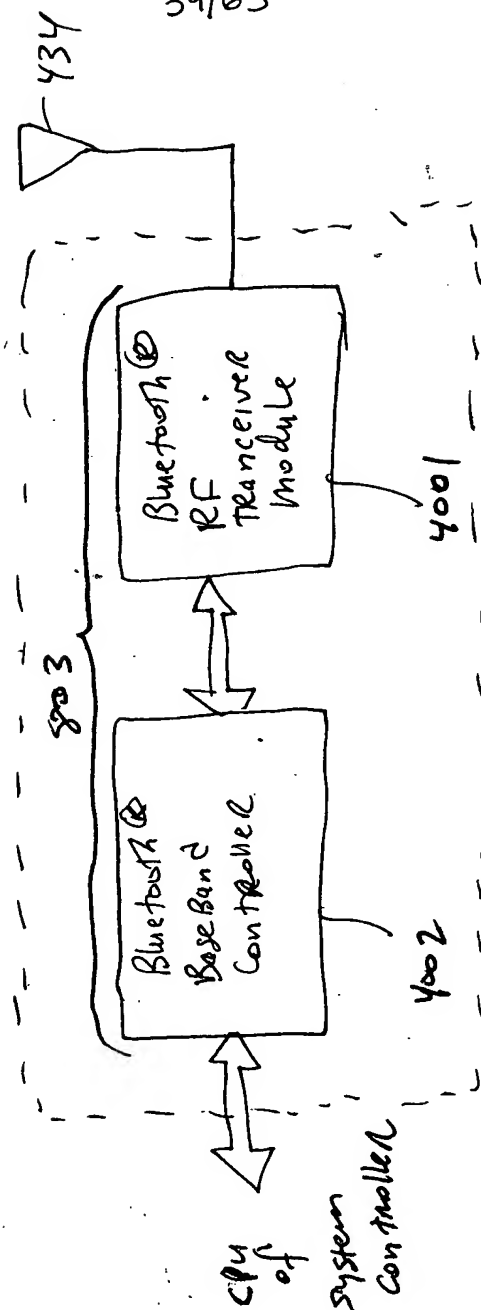 434
803
Bluetooth ®
RF
TRanceiveR
Module
4001
Bluetooth ®
BaseBand
ContRolleR
4002
CPU
of
System
ContRolleR